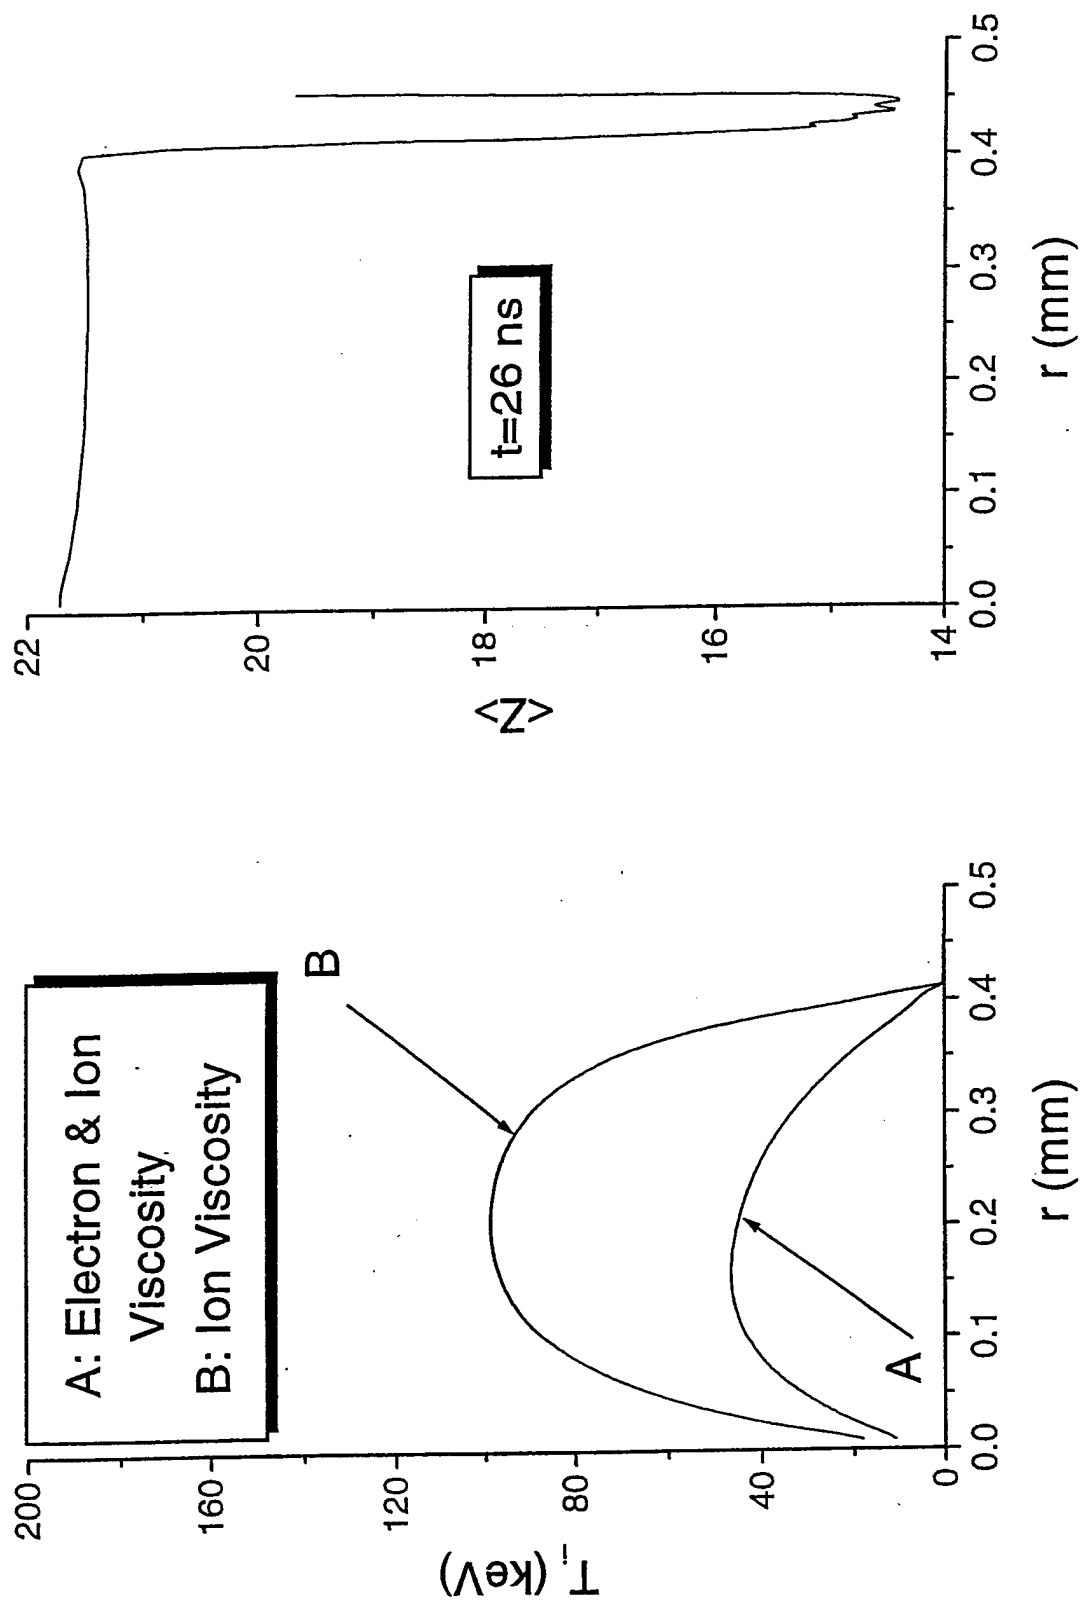 200
160
120
80
40
0
T i (keV)
A: Electron & Ion
Viscosity
B: Ion Viscosity
B
A
0.0 0.1 0.2 0.3 0.4 0.5
r (mm)
22
20
18
16
14
<Z>
t=26 ns
0.0 0.1 0.2 0.3 0.4 0.5
r (mm)